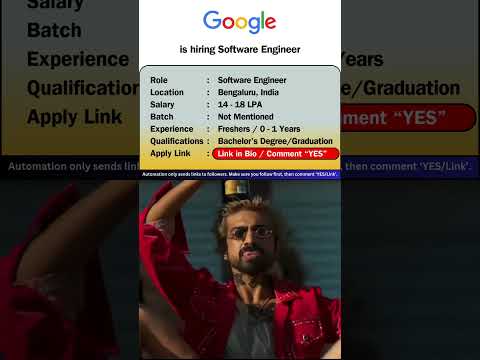 Google
is hiring Software Engineer
Role : Software Engineer
Location : Bengaluru, India
Salary : 14 - 18 LPA
Batch : Not Mentioned
Experience : Freshers / 0 - 1 Years
Qualifications : Bachelor's Degree/Graduation
Apply Link : Link in Bio / Comment “YES”
Automation only sends links to followers. Make sure you follow first, then comment ‘YES/Link’.
Salary
Batch
Experience
Qualification
Apply Link
Years
e/Graduation
ment “YES”